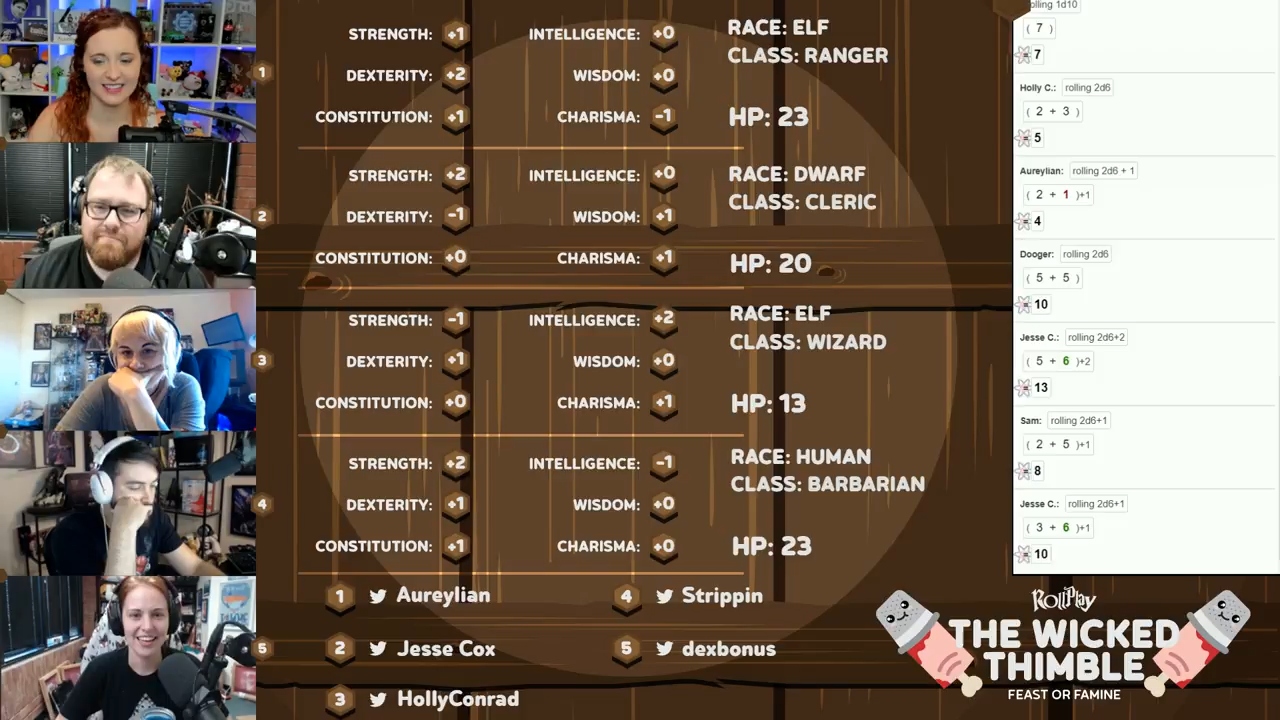 1
STRENGTH: +1 INTELLIGENCE: +0 RACE: ELF
DEXTERITY: +2 WISDOM: +0 CLASS: RANGER
CONSTITUTION: +1 CHARISMA: -1 HP: 23
2
STRENGTH: +2 INTELLIGENCE: +0 RACE: DWARF
DEXTERITY: -1 WISDOM: +1 CLASS: CLERIC
CONSTITUTION: +0 CHARISMA: +1 HP: 20
3
STRENGTH: -1 INTELLIGENCE: +2 RACE: ELF
DEXTERITY: +1 WISDOM: +0 CLASS: WIZARD
CONSTITUTION: +0 CHARISMA: +1 HP: 13
4
STRENGTH: +2 INTELLIGENCE: -1 RACE: HUMAN
DEXTERITY: +1 WISDOM: +0 CLASS: BARBARIAN
CONSTITUTION: +1 CHARISMA: +0 HP: 23
5
1 Aureylian 4 Strippin
2 Jesse Cox 5 dexbonus
3 HollyConrad
rolling 1d10
( 7 )
= 7
Holly C.: rolling 2d6
( 2 + 3 )
= 5
Aureylian: rolling 2d6 + 1
( 2 + 1 )+1
= 4
Dooger: rolling 2d6
( 5 + 5 )
= 10
Jesse C.: rolling 2d6+2
( 5 + 6 )+2
= 13
Sam: rolling 2d6+1
( 2 + 5 )+1
= 8
Jesse C.: rolling 2d6+1
( 3 + 6 )+1
= 10
RollPlay
THE WICKED
THIMBLE
FEAST OR FAMINE